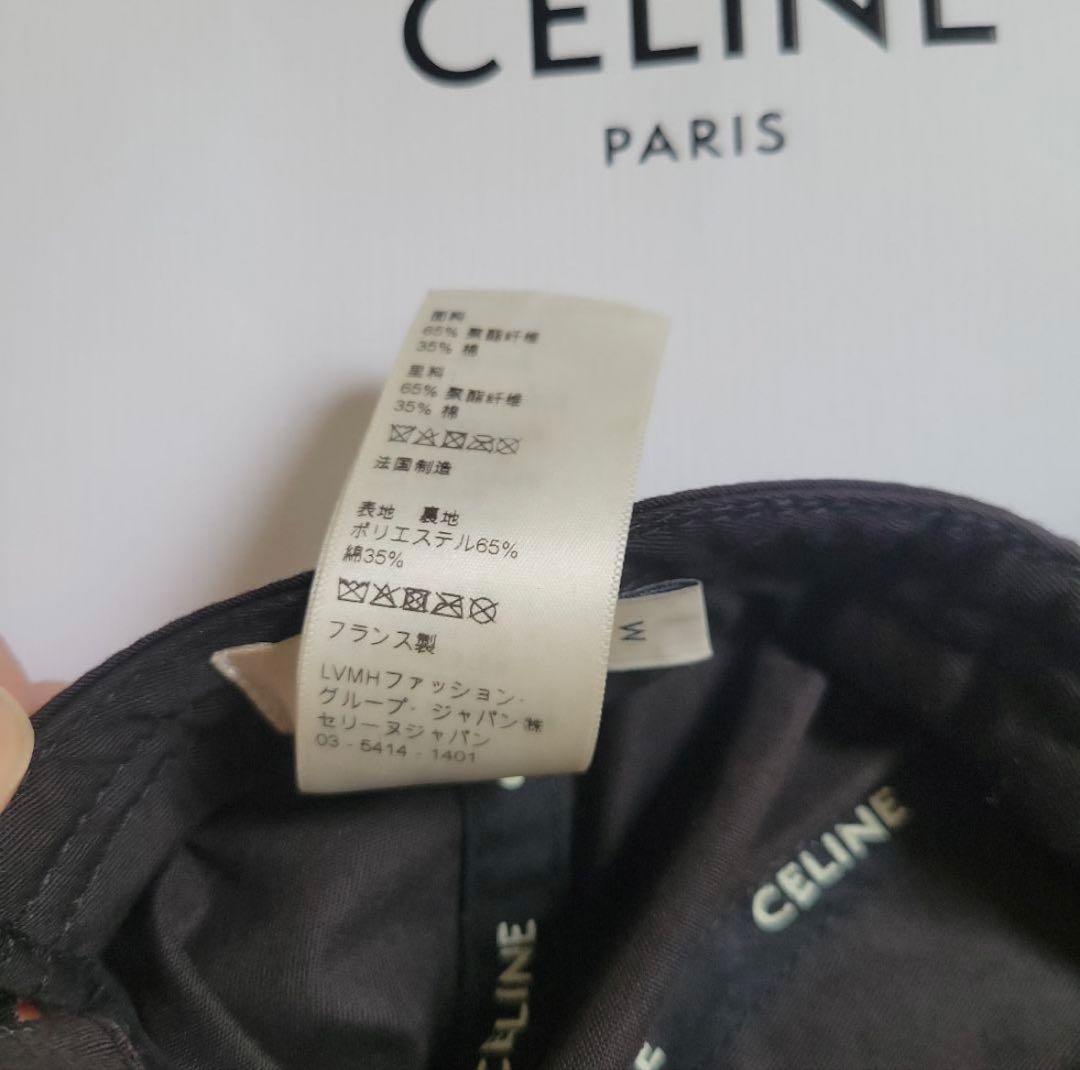 CELINE
PARIS
面料
65% 聚酯纤维
35% 棉
里料
65% 聚酯纤维
35% 棉
法国制造
表地　裏地
ポリエステル65%
綿35%
フランス製
LVMHファッション・
グループ・ジャパン㈱
セリーヌジャパン
03 - 5414 - 1401
M
CELINE
CELINE